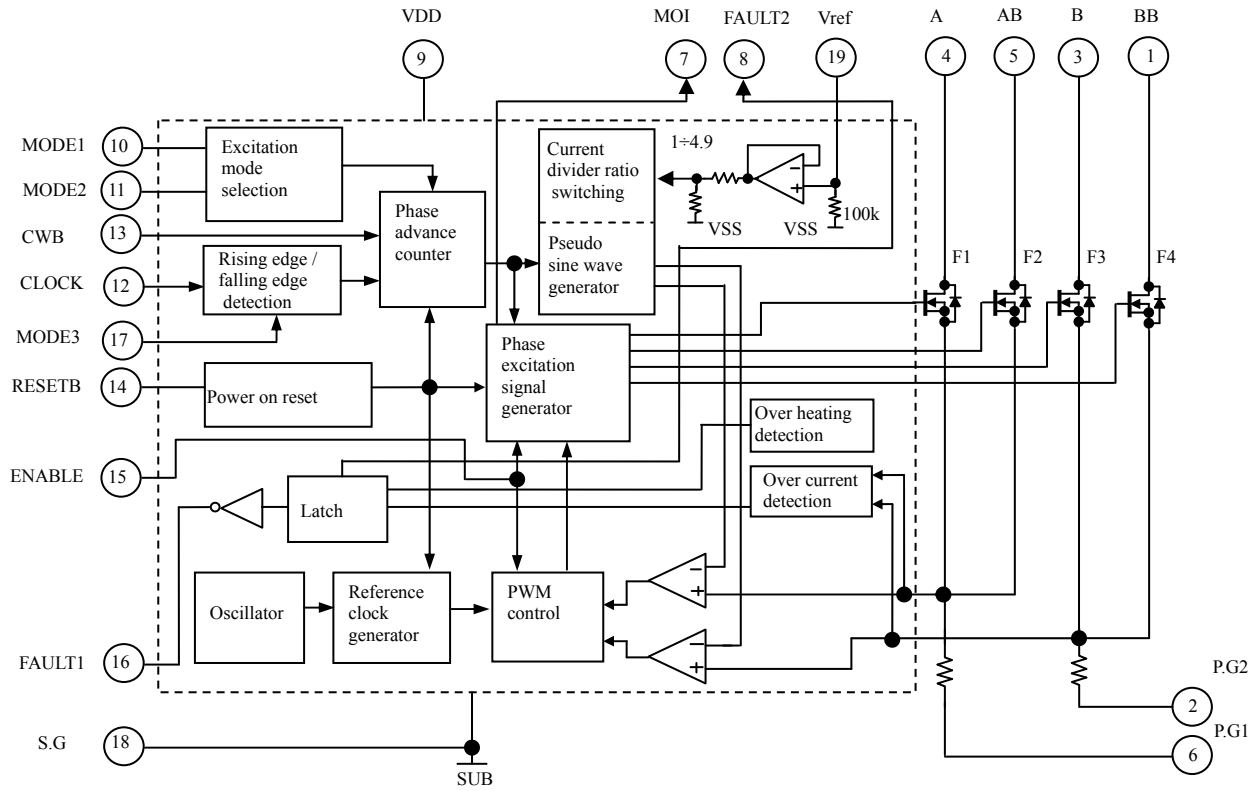 VDD
MOI
FAULT2
Vref
A
AB
B
BB
9
7
8
19
4
5
3
1
MODE1
10
MODE2
11
CWB
13
CLOCK
12
MODE3
17
RESETB
14
ENABLE
15
FAULT1
16
S.G
18
Excitation
mode
selection
Phase
advance
counter
Rising edge /
falling edge
detection
Power on reset
Current
divider ratio
switching
Pseudo
sine wave
generator
1÷4.9
−
+
VSS
VSS
100k
F1
F2
F3
F4
Phase
excitation
signal
generator
Over heating
detection
Over current
detection
Latch
Oscillator
Reference
clock
generator
PWM
control
−
+
−
+
P.G2
2
P.G1
6
SUB